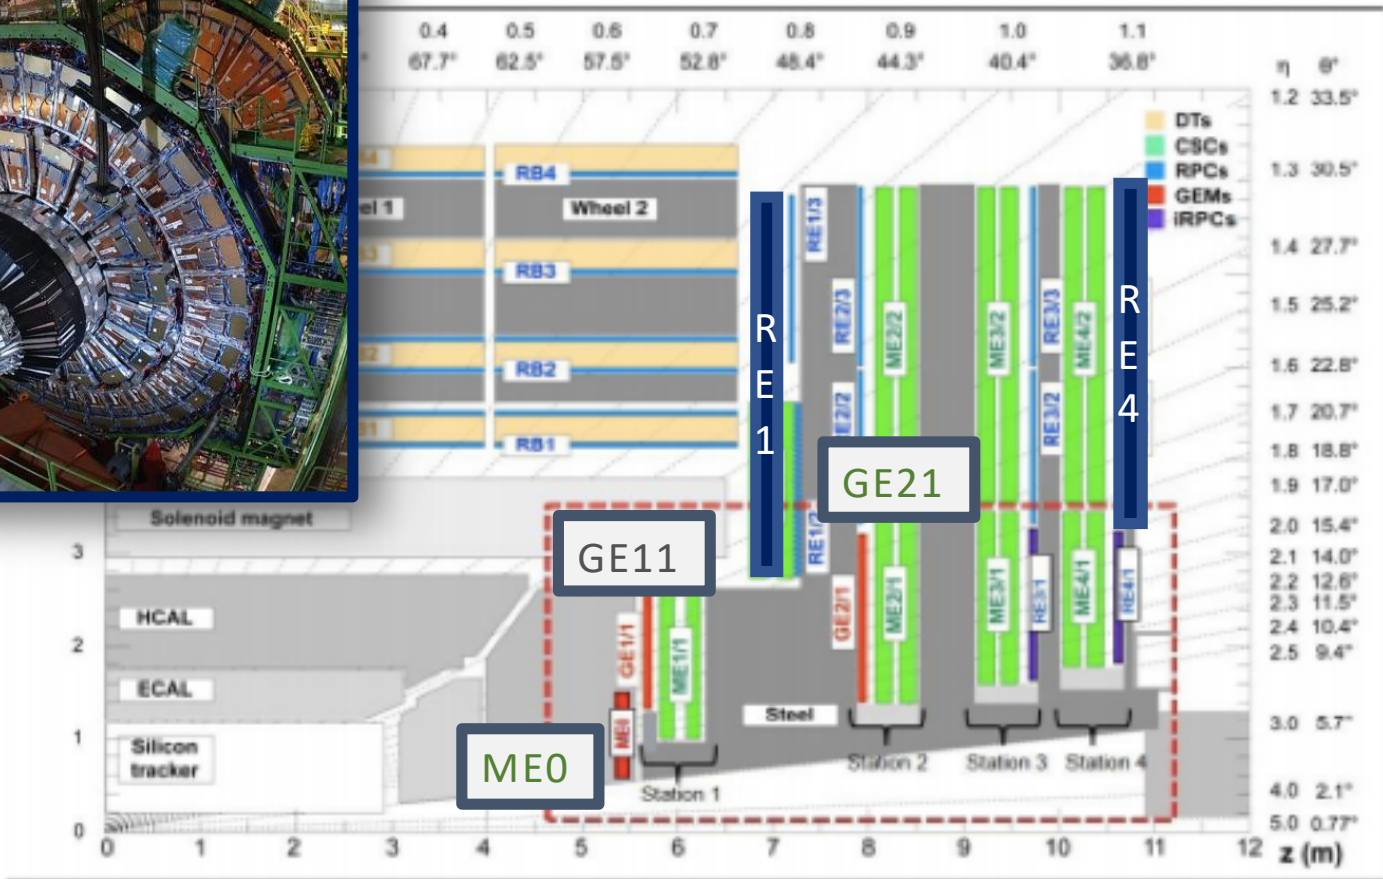 0.4 0.5 0.6 0.7 0.8 0.9 1.0 1.1
67.7° 62.5° 57.5° 52.8° 48.4° 44.3° 40.4° 36.8° η θ°
1.2 33.5°
DTs
CSCs
RPCs
GEMs
iRPCs
1.3 30.5°
1.4 27.7°
1.5 25.2°
1.6 22.8°
1.7 20.7°
1.8 18.8°
1.9 17.0°
2.0 15.4°
2.1 14.0°
2.2 12.6°
2.3 11.5°
2.4 10.4°
2.5 9.4°
3.0 5.7°
4.0 2.1°
5.0 0.77°
RB4
el 1
Wheel 2
RB3
RB2
RB1
RE1
RE1/3
RE2/3
ME2/2
ME3/2
RE3/3
ME4/2
RE4
RE3/2
GE21
Solenoid magnet
GE11
HCAL
ECAL
Silicon
tracker
GE1/1
ME1/1
GE2/1
ME2/1
ME3/1
RE3/1
ME4/1
RE4/1
ME0
Steel
Station 1
Station 2
Station 3
Station 4
3
2
1
0
0 1 2 3 4 5 6 7 8 9 10 11 12 z (m)